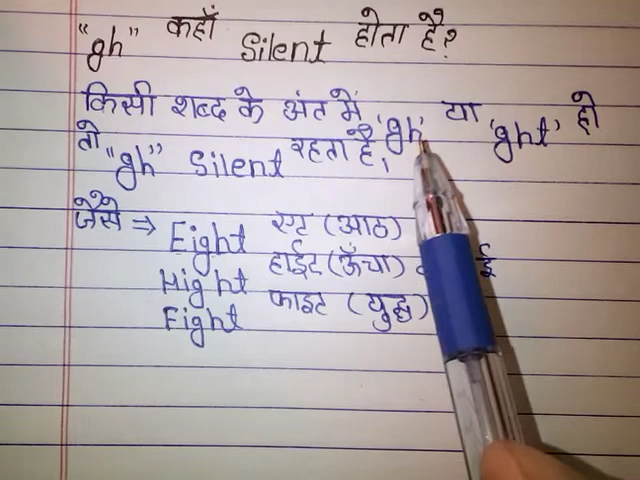 "gh" कहाँ Silent होता है?
किसी शब्द के अंत में 'gh' या 'ght' हो
तो "gh" Silent रहता है,
जैसे ⇒ Eight एट (आठ)
Hight हाईट (ऊँचा) ई
Fight फाइट (युद्ध)